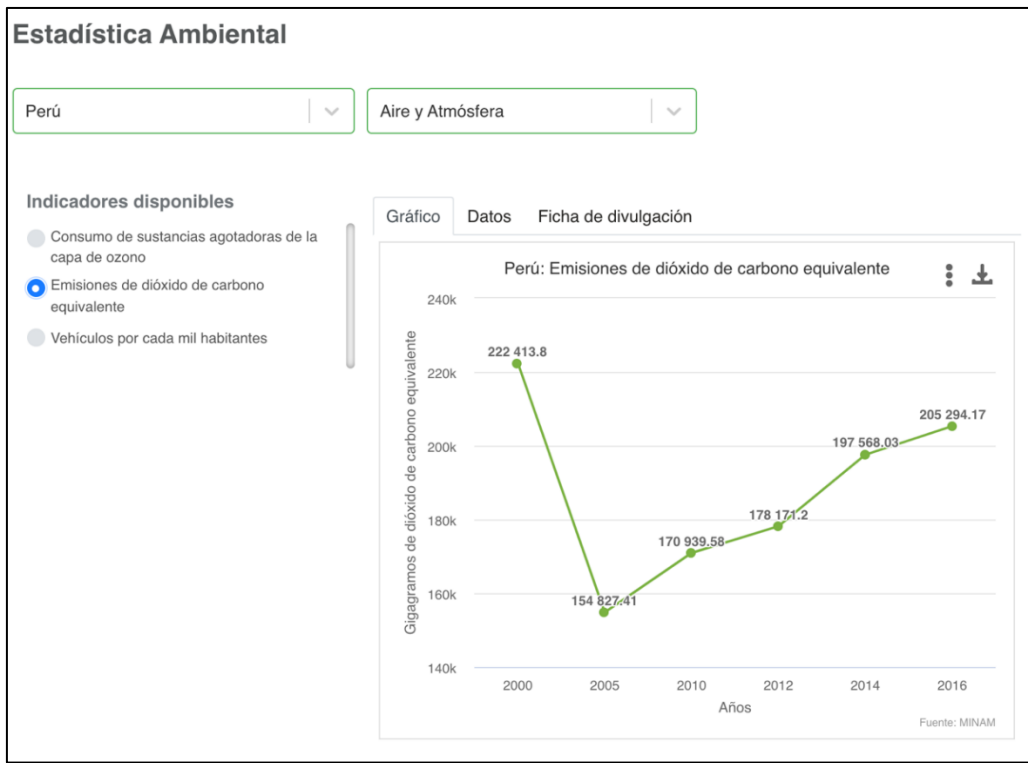 Estadística Ambiental
Perú
Aire y Atmósfera
Indicadores disponibles
Consumo de sustancias agotadoras de la
capa de ozono
Emisiones de dióxido de carbono
equivalente
Vehículos por cada mil habitantes
Gráfico Datos Ficha de divulgación
Perú: Emisiones de dióxido de carbono equivalente
Gigagramos de dióxido de carbono equivalente
240k
220k
200k
180k
160k
140k
222 413.8
154 827.41
170 939.58
178 171.2
197 568.03
205 294.17
2000 2005 2010 2012 2014 2016
Años
Fuente: MINAM